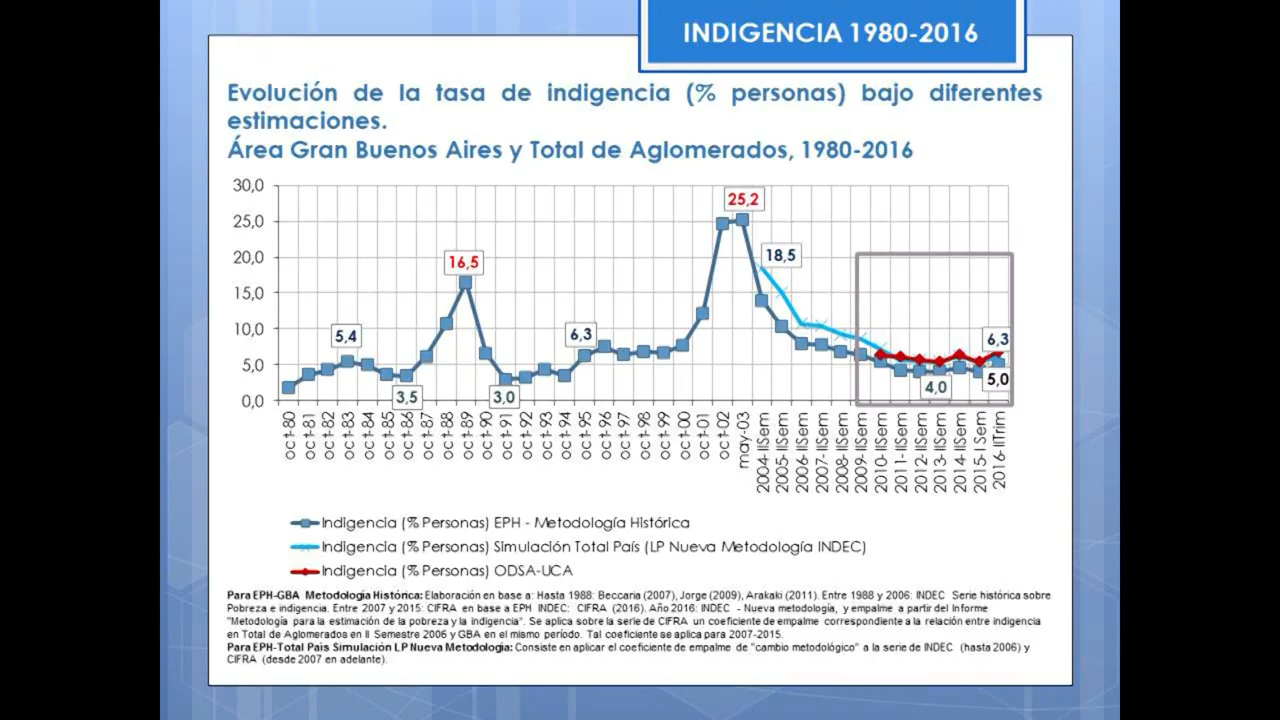 INDIGENCIA 1980-2016
Evolución de la tasa de indigencia (% personas) bajo diferentes
estimaciones.
Área Gran Buenos Aires y Total de Aglomerados, 1980-2016
30,0
25,0
20,0
15,0
10,0
5,0
0,0
5,4
3,5
16,5
3,0
6,3
25,2
18,5
4,0
6,3
5,0
oct-80
oct-81
oct-82
oct-83
oct-84
oct-85
oct-86
oct-87
oct-88
oct-89
oct-90
oct-91
oct-92
oct-93
oct-94
oct-95
oct-96
oct-97
oct-98
oct-99
oct-00
oct-01
oct-02
may-03
2004-IISem
2005- IISem
2006-IISem
2007-IISem
2008-IISem
2009-IISem
2010-IISem
2011-IISem
2012-IISem
2013- IISem
2014-IISem
2015- I Sem
2016-IITrim
Indigencia (% Personas) EPH - Metodología Histórica
Indigencia (% Personas) Simulación Total País (LP Nueva Metodología INDEC)
Indigencia (% Personas) ODSA-UCA
Para EPH-GBA Metodología Histórica: Elaboración en base a: Hasta 1988: Beccaria (2007), Jorge (2009), Arakaki (2011). Entre 1988 y 2006: INDEC Serie histórica sobre
Pobreza e indigencia. Entre 2007 y 2015: CIFRA en base a EPH INDEC: CIFRA (2016). Año 2016: INDEC - Nueva metodología, y empalme a partir del Informe
"Metodología para la estimación de la pobreza y la indigencia". Se aplica sobre la serie de CIFRA un coeficiente de empalme correspondiente a la relación entre indigencia
en Total de Aglomerados en II Semestre 2006 y GBA en el mismo período. Tal coeficiente se aplica para 2007-2015.
Para EPH-Total País Simulación LP Nueva Metodología: Consiste en aplicar el coeficiente de empalme de "cambio metodológico" a la serie de INDEC (hasta 2006) y
CIFRA (desde 2007 en adelante).